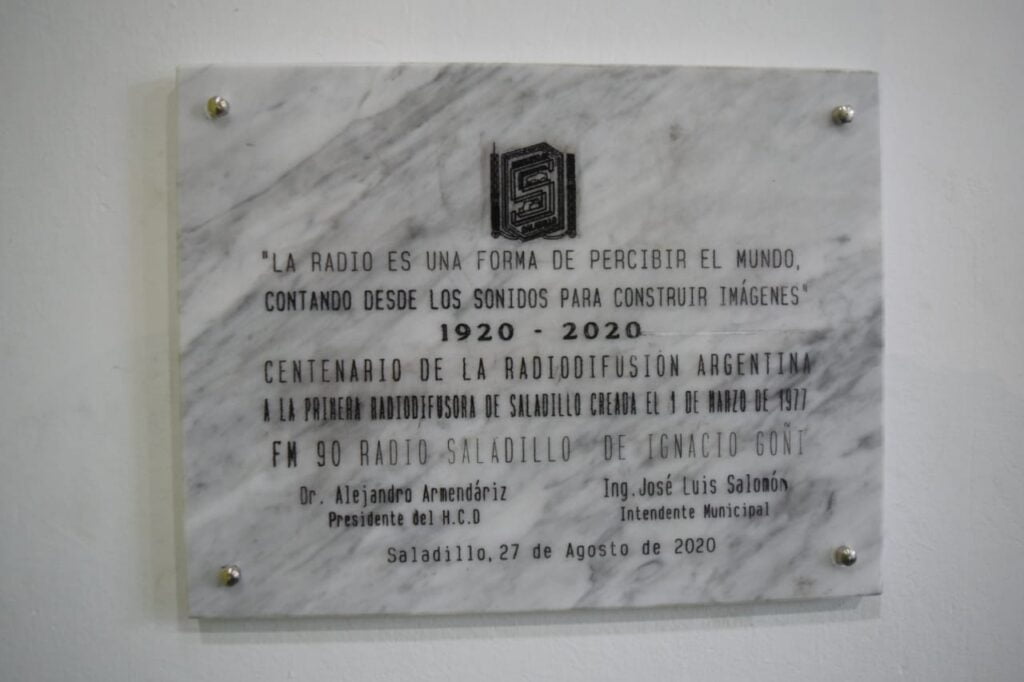 "LA RADIO ES UNA FORMA DE PERCIBIR EL MUNDO,
CONTANDO DESDE LOS SONIDOS PARA CONSTRUIR IMÁGENES"
1920 - 2020
CENTENARIO DE LA RADIODIFUSIÓN ARGENTINA
A LA PRIMERA RADIODIFUSORA DE SALADILLO CREADA EL 1 DE MARZO DE 1977
FM 90 RADIO SALADILLO DE IGNACIO GOÑI
Dr. Alejandro Armendáriz
Presidente del H.C.D
Ing. José Luis Salomón
Intendente Municipal
Saladillo, 27 de Agosto de 2020